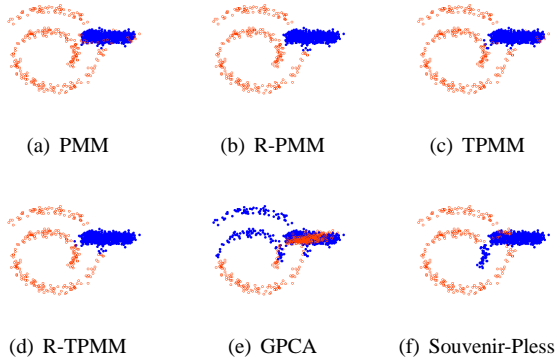 (a) PMM
(b) R-PMM
(c) TPMM
(d) R-TPMM
(e) GPCA
(f) Souvenir-Pless